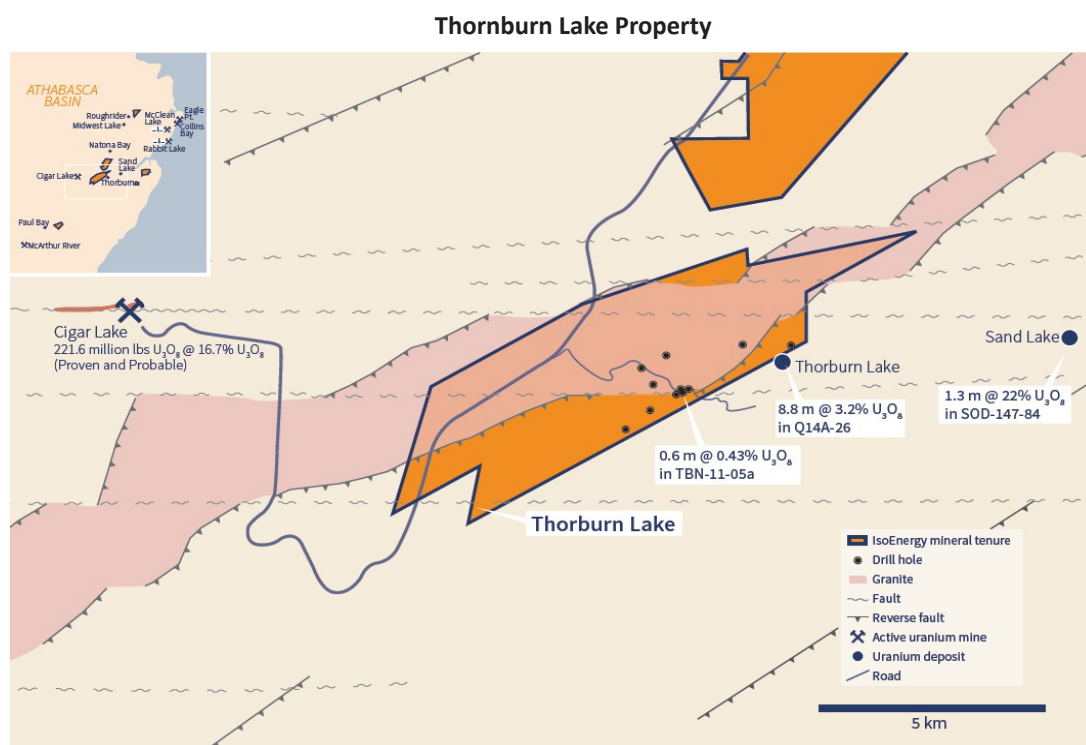 Thornburn Lake Property
ATHABASCA
BASIN
Roughrider
Midwest Lake
McClean
Lake
Eagle
Pt.
Collins
Bay
Rabbit Lake
Natona Bay
Sand
Lake
Cigar Lake
Thorburn
Paul Bay
McArthur River
Cigar Lake
221.6 million lbs U₃O₈ @ 16.7% U₃O₈
(Proven and Probable)
Sand Lake
1.3 m @ 22% U₃O₈
in SOD-147-84
Thorburn Lake
8.8 m @ 3.2% U₃O₈
in Q14A-26
0.6 m @ 0.43% U₃O₈
in TBN-11-05a
Thorburn Lake
IsoEnergy mineral tenure
Drill hole
Granite
Fault
Reverse fault
Active uranium mine
Uranium deposit
Road
5 km